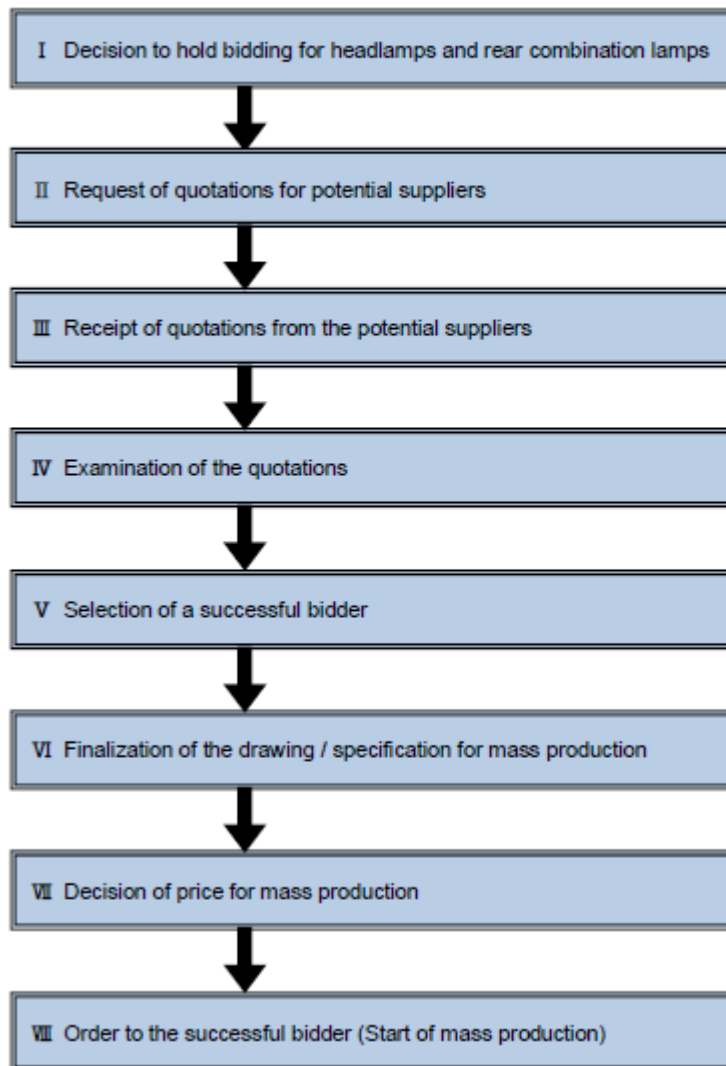 Ⅰ Decision to hold bidding for headlamps and rear combination lamps
Ⅱ Request of quotations for potential suppliers
Ⅲ Receipt of quotations from the potential suppliers
Ⅳ Examination of the quotations
Ⅴ Selection of a successful bidder
Ⅵ Finalization of the drawing / specification for mass production
Ⅶ Decision of price for mass production
Ⅷ Order to the successful bidder (Start of mass production)